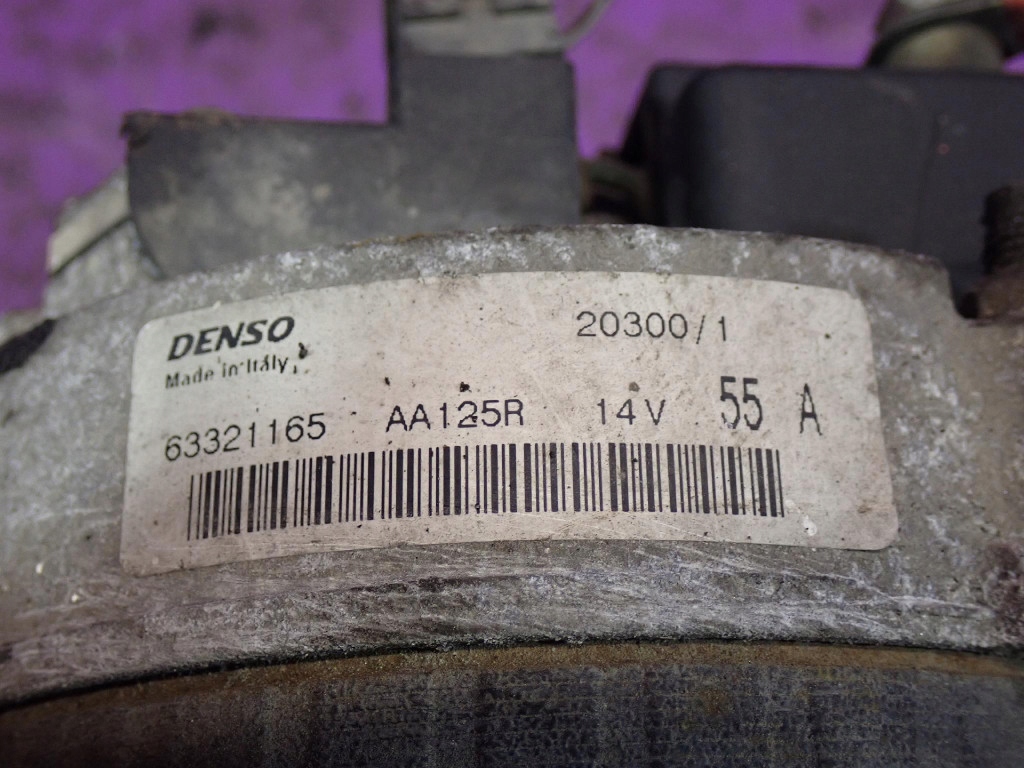 DENSO 20300/1
Made in Italy
63321165 AA125R 14V 55 A